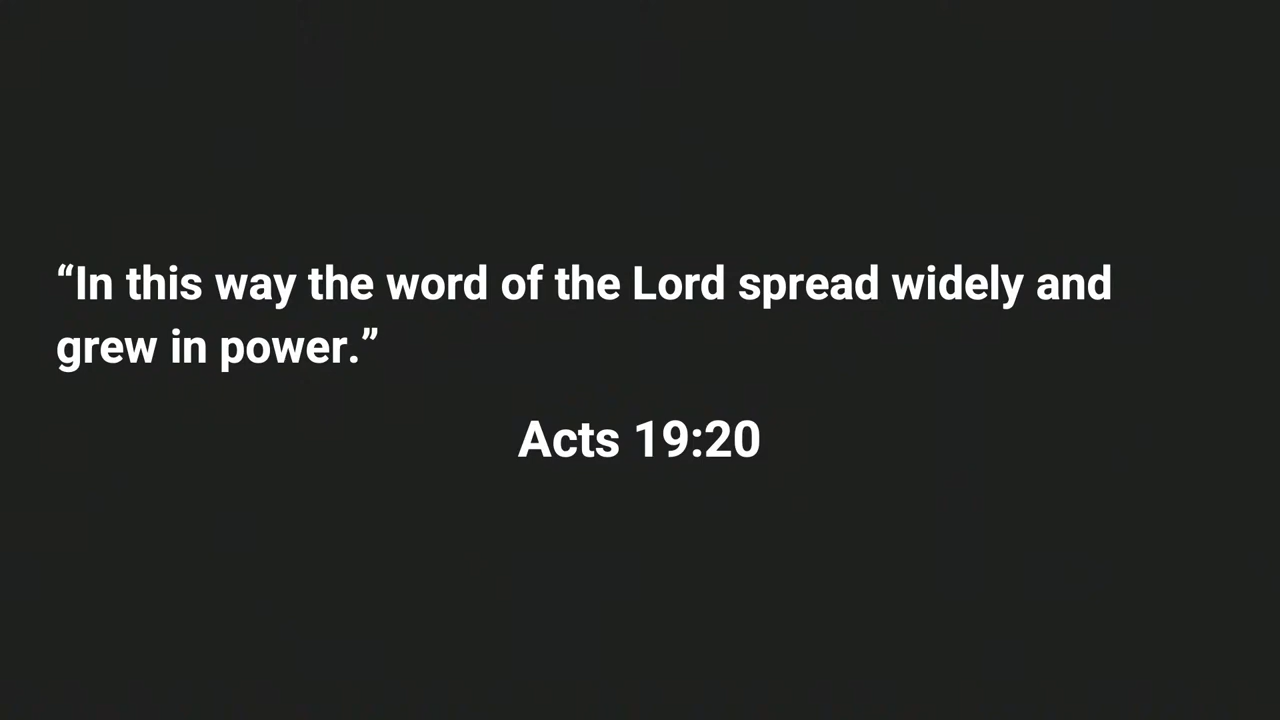 “In this way the word of the Lord spread widely and
grew in power.”
Acts 19:20